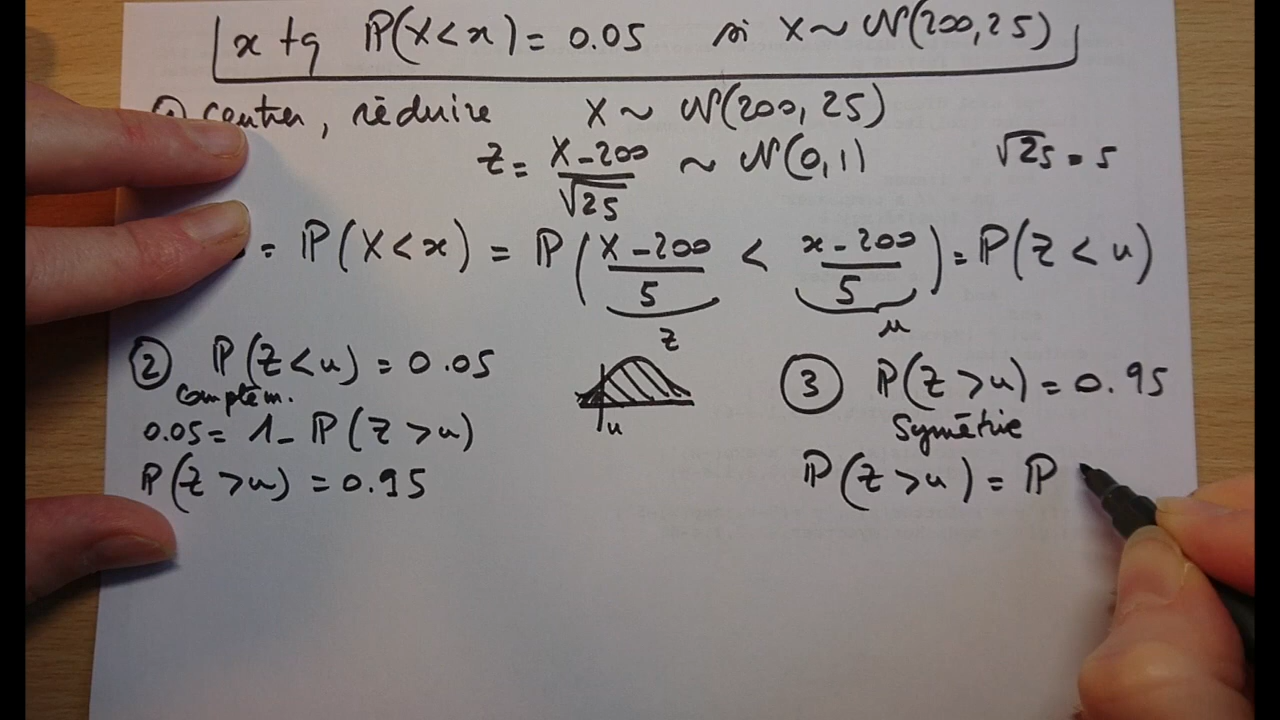 x tq P(X<x) = 0.05 si X ~ N(200,25)
① centrer, réduire X ~ N(200,25)
Z = (X-200)/√25 ~ N(0,1) √25 = 5
= P(X<x) = P((X-200)/5 < (x-200)/5) = P(Z<u)
Z u
② P(Z<u) = 0.05
complém.
0.05 = 1 - P(Z>u)
P(Z>u) = 0.95
u
③ P(Z>u) = 0.95
Symétrie
P(Z>u) = P